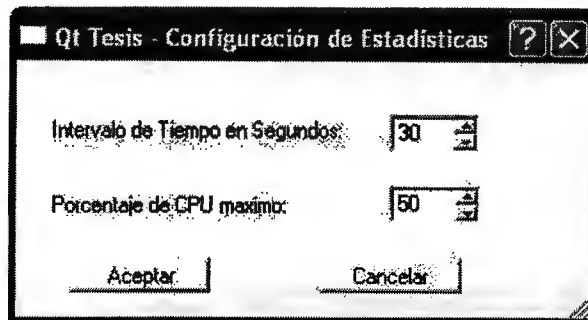 Qt Tesis - Configuración de Estadísticas
Intervalo de Tiempo en Segundos: 30
Porcentaje de CPU maximo: 50
Aceptar Cancelar